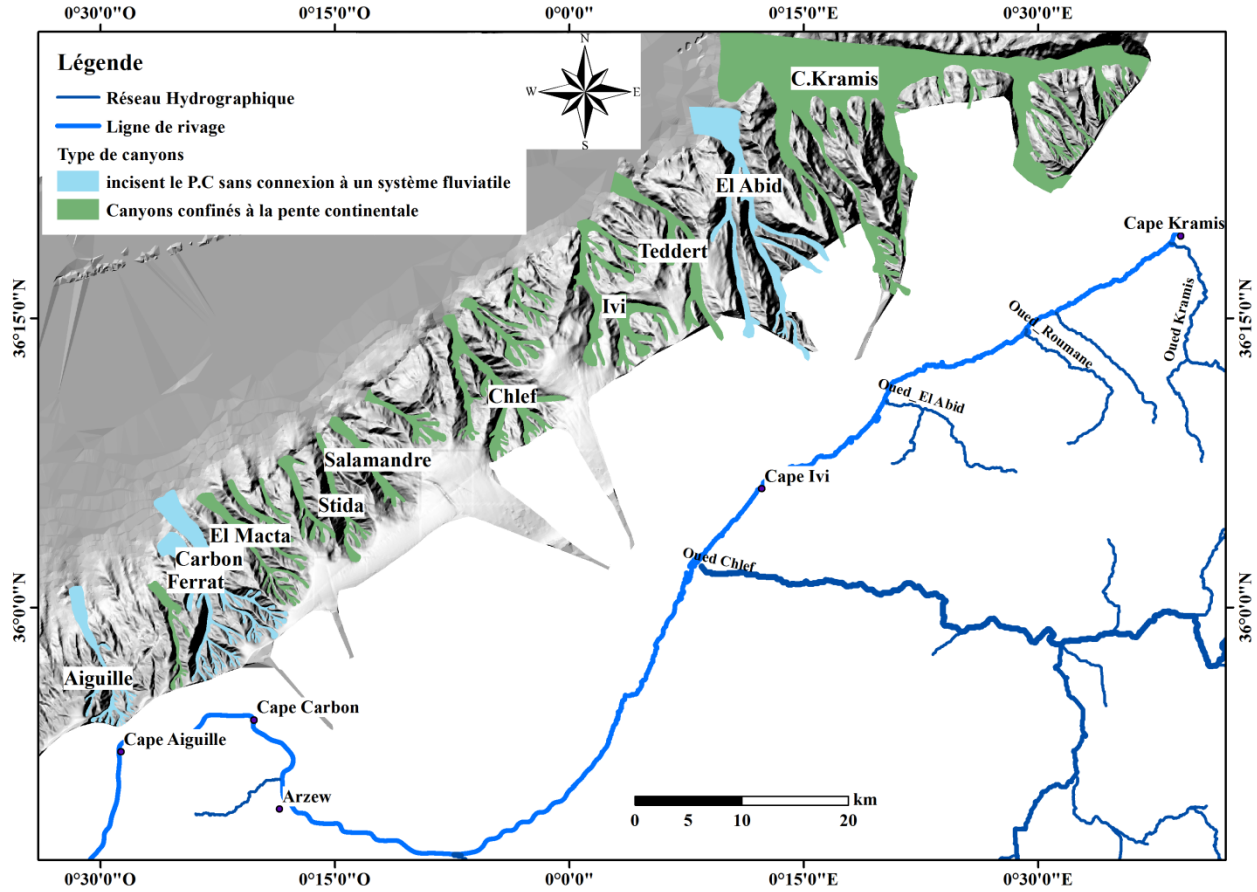 0°30'0"W
0°15'0"W
0°0'0"
0°15'0"E
0°30'0"E
Légende
Réseau Hydrographique
Ligne de rivage
Type de canyons
incisent le P.C sans connexion à un système fluviatile
Canyons confinés à la pente continentale
N
W
E
S
C.Kramis
El Abid
Teddert
Ivi
Chlef
Salamandre
Stida
El Macta
Carbon
Ferrat
Aiguille
Cape Kramis
Oued Kramis
Oued_Roumane
Oued_El Abid
Cape Ivi
Oued Chlef
Cape Carbon
Cape Aiguille
Arzew
km
0
5
10
20
36°15'0"N
36°0'0"N
36°15'0"N
36°0'0"N
0°30'0"W
0°15'0"W
0°0'0"
0°15'0"E
0°30'0"E